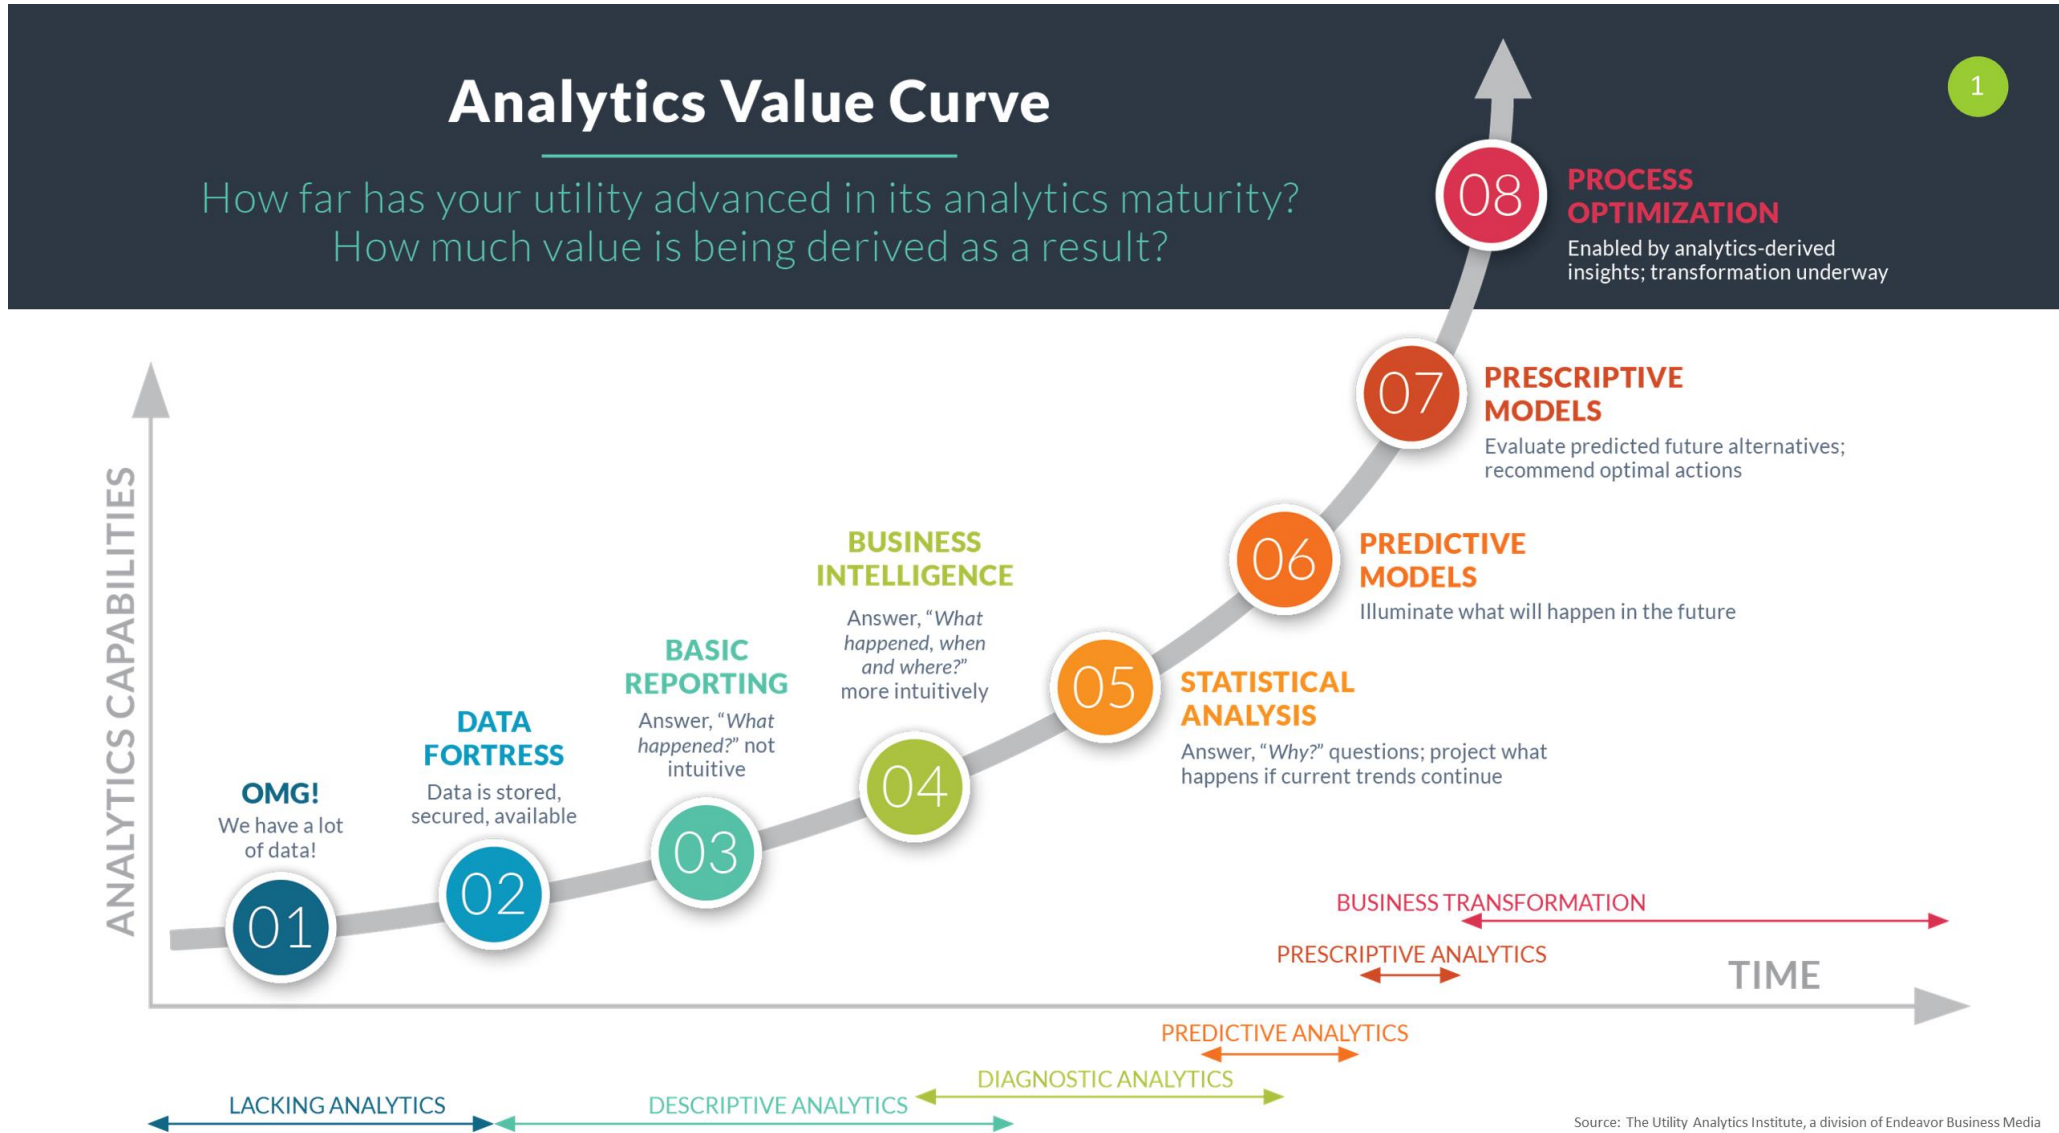 Analytics Value Curve
1
How far has your utility advanced in its analytics maturity?
How much value is being derived as a result?
08
PROCESS
OPTIMIZATION
Enabled by analytics-derived
insights; transformation underway
07
PRESCRIPTIVE
MODELS
Evaluate predicted future alternatives;
recommend optimal actions
06
PREDICTIVE
MODELS
Illuminate what will happen in the future
05
STATISTICAL
ANALYSIS
Answer, “Why?” questions; project what
happens if current trends continue
BUSINESS
INTELLIGENCE
Answer, “What
happened, when
and where?”
more intuitively
04
BASIC
REPORTING
Answer, “What
happened?” not
intuitive
03
DATA
FORTRESS
Data is stored,
secured, available
02
OMG!
We have a lot
of data!
01
ANALYTICS CAPABILITIES
BUSINESS TRANSFORMATION
PRESCRIPTIVE ANALYTICS
TIME
PREDICTIVE ANALYTICS
DIAGNOSTIC ANALYTICS
LACKING ANALYTICS
DESCRIPTIVE ANALYTICS
Source: The Utility Analytics Institute, a division of Endeavor Business Media